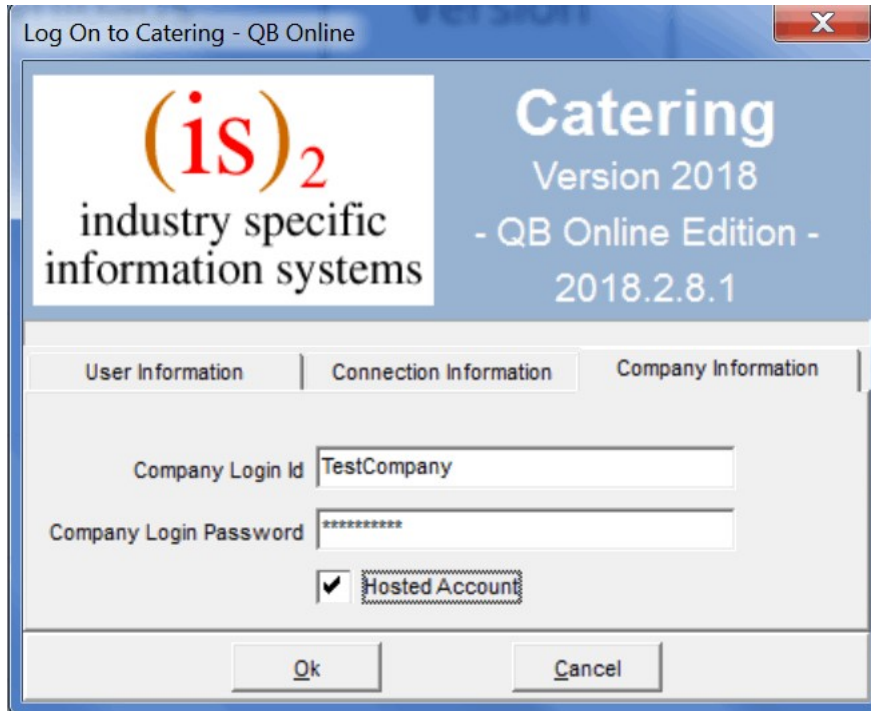 Version
Log On to Catering - QB Online
X
(is)2
industry specific
information systems
Catering
Version 2018
- QB Online Edition -
2018.2.8.1
User Information
Connection Information
Company Information
Company Login Id
TestCompany
Company Login Password
**********
Hosted Account
Ok
Cancel